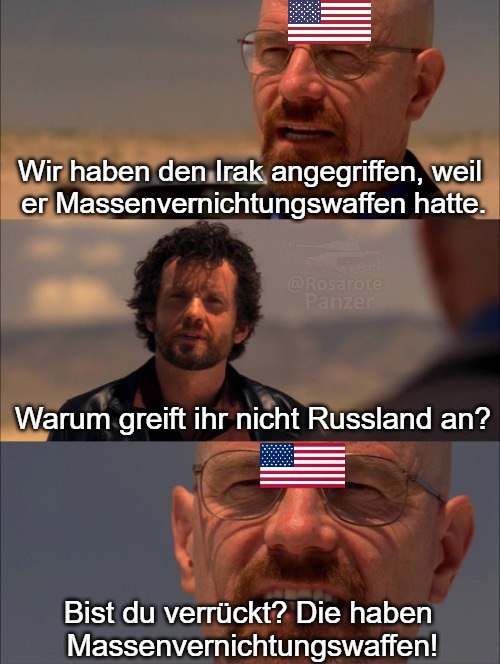 Wir haben den Irak angegriffen, weil
er Massenvernichtungswaffen hatte.
@Rosarote
Panzer
Warum greift ihr nicht Russland an?
Bist du verrückt? Die haben
Massenvernichtungswaffen!